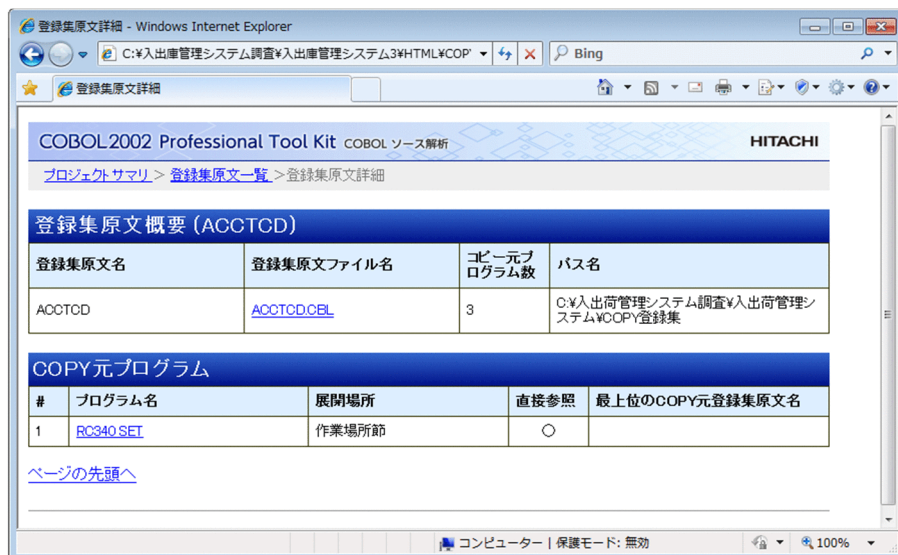 登録集原文詳細 - Windows Internet Explorer
C:¥入出庫管理システム調査¥入出庫管理システム3¥HTML¥COP
Bing
登録集原文詳細
COBOL2002 Professional Tool Kit COBOL ソース解析
HITACHI
プロジェクトサマリ > 登録集原文一覧 >登録集原文詳細
登録集原文概要 (ACCTCD)
登録集原文名 登録集原文ファイル名 コピー元プログラム数 パス名
ACCTCD ACCTCD.CBL 3 C:¥入出荷管理システム調査¥入出荷管理シ
ステム¥COPY登録集
COPY元プログラム
# プログラム名 展開場所 直接参照 最上位のCOPY元登録集原文名
1 RC340SET 作業場所節 ○
ページの先頭へ
コンピューター | 保護モード: 無効
100%